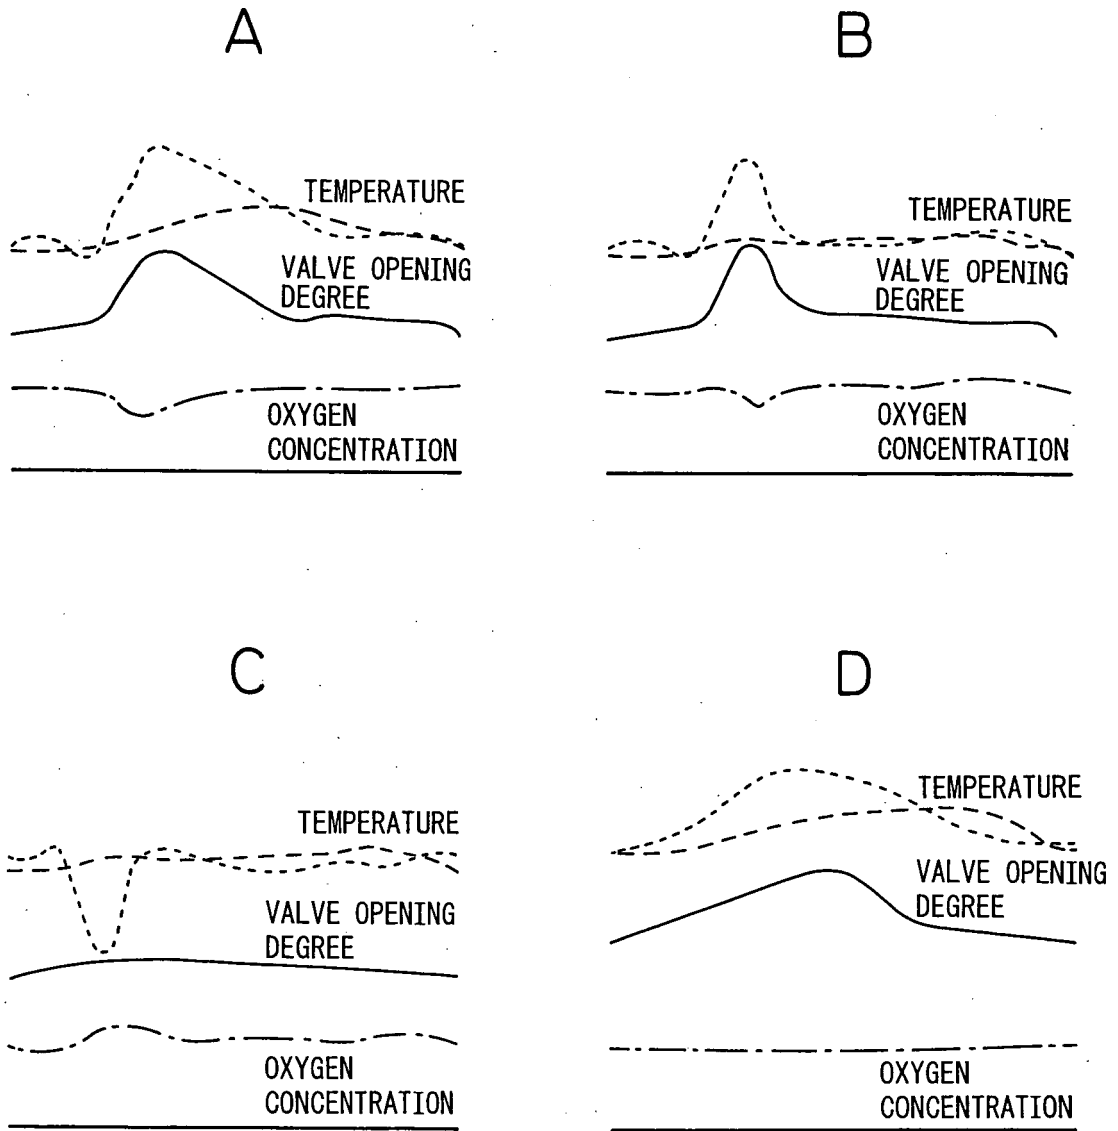 A
TEMPERATURE
VALVE OPENING
DEGREE
OXYGEN
CONCENTRATION
B
TEMPERATURE
VALVE OPENING
DEGREE
OXYGEN
CONCENTRATION
C
TEMPERATURE
VALVE OPENING
DEGREE
OXYGEN
CONCENTRATION
D
TEMPERATURE
VALVE OPENING
DEGREE
OXYGEN
CONCENTRATION